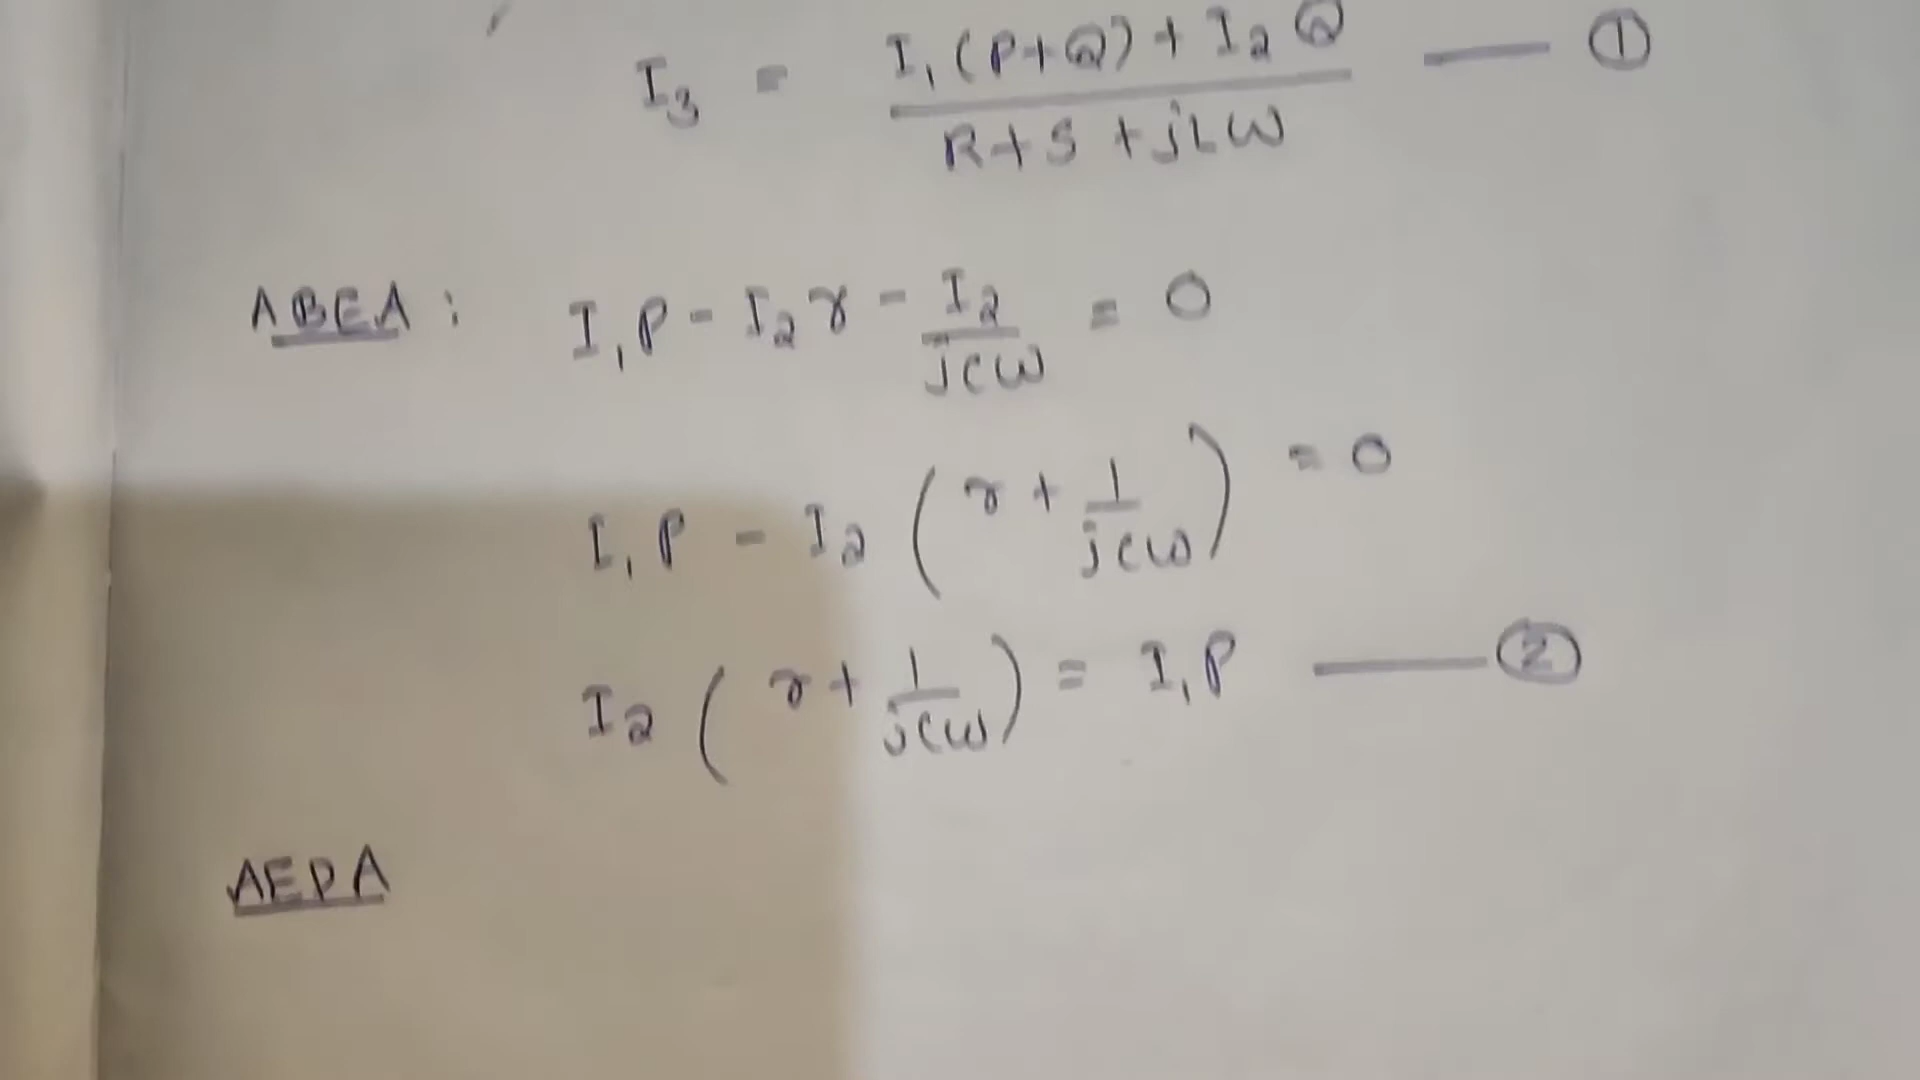 I₃ = I₁(P+Q) + I₂Q / R+S+jLω —— ①
ABEA : I₁P - I₂r - I₂/jCω = 0
I₁P - I₂(r + 1/jCω) = 0
I₂(r + 1/jCω) = I₁P —— ②
AEDA